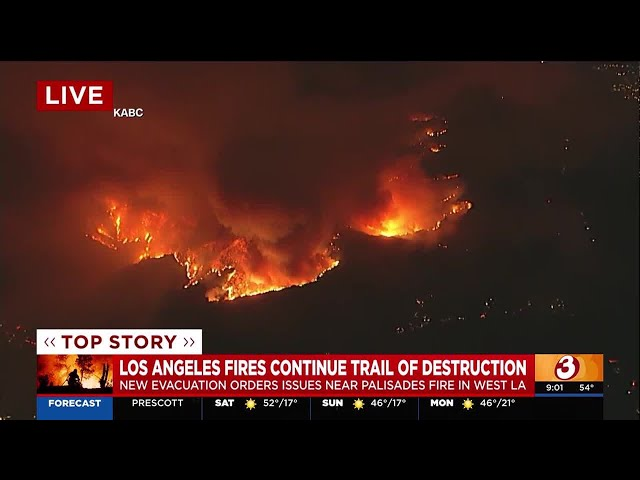 LIVE
KABC
‹‹ TOP STORY ››
LOS ANGELES FIRES CONTINUE TRAIL OF DESTRUCTION
NEW EVACUATION ORDERS ISSUES NEAR PALISADES FIRE IN WEST LA
3
9:01 54°
FORECAST PRESCOTT SAT 52°/17° SUN 46°/17° MON 46°/21°